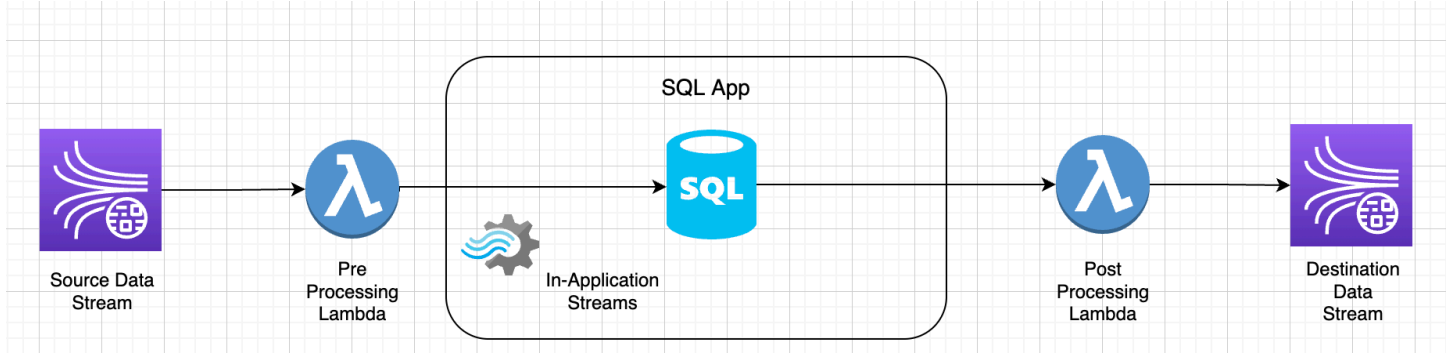 SQL App
SQL
Source Data
Stream
Pre
Processing
Lambda
In-Application
Streams
Post
Processing
Lambda
Destination
Data
Stream